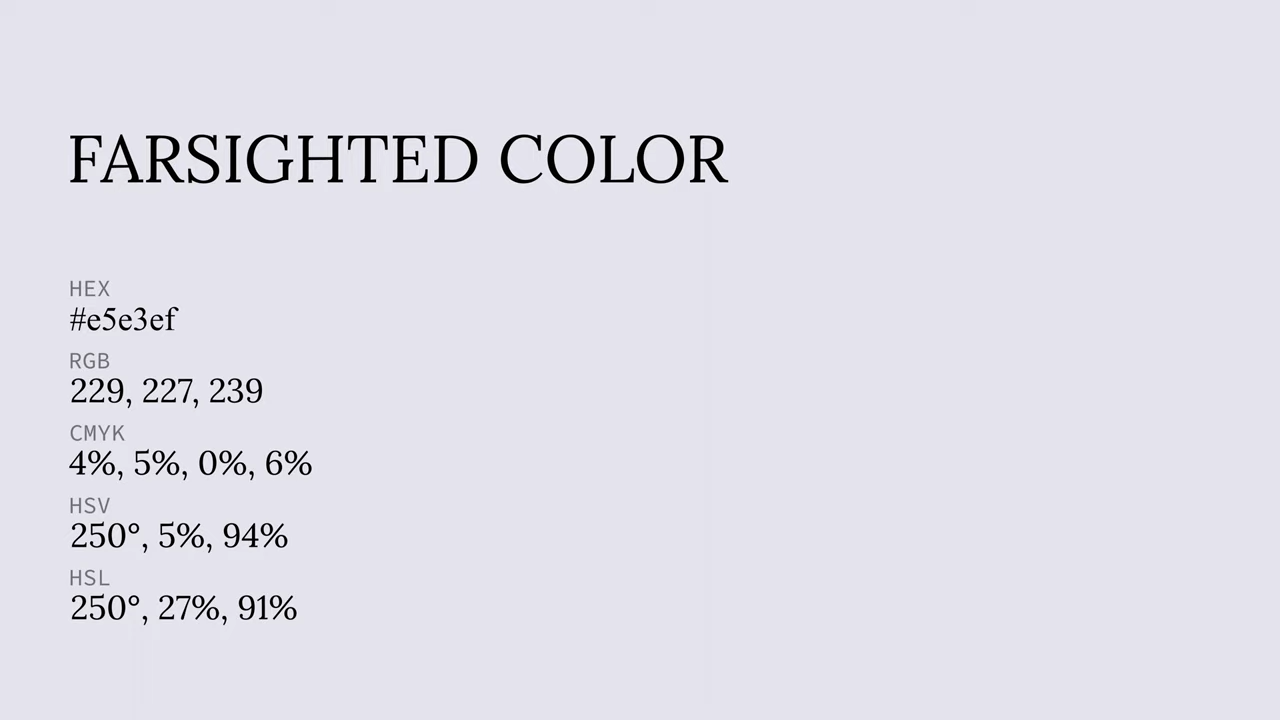 FARSIGHTED COLOR
HEX
#e5e3ef
RGB
229, 227, 239
CMYK
4%, 5%, 0%, 6%
HSV
250°, 5%, 94%
HSL
250°, 27%, 91%